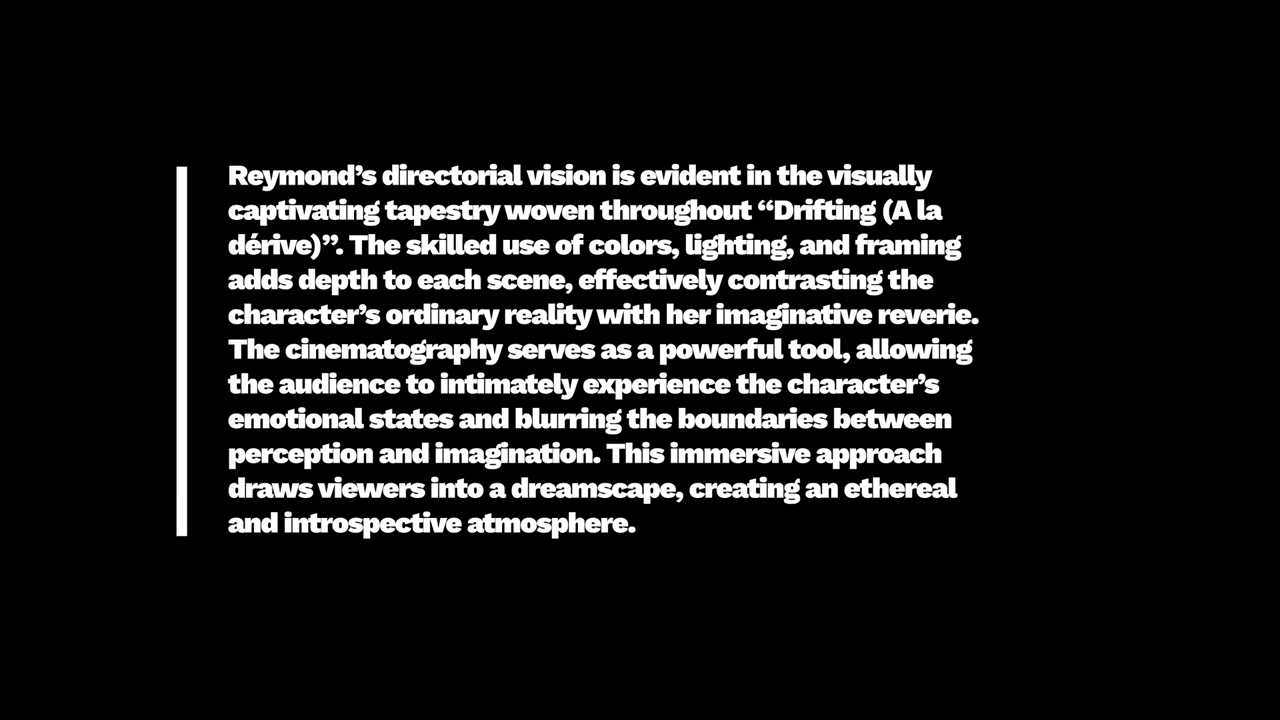 Reymond’s directorial vision is evident in the visually
captivating tapestry woven throughout “Drifting (A la
dérive)”. The skilled use of colors, lighting, and framing
adds depth to each scene, effectively contrasting the
character’s ordinary reality with her imaginative reverie.
The cinematography serves as a powerful tool, allowing
the audience to intimately experience the character’s
emotional states and blurring the boundaries between
perception and imagination. This immersive approach
draws viewers into a dreamscape, creating an ethereal
and introspective atmosphere.